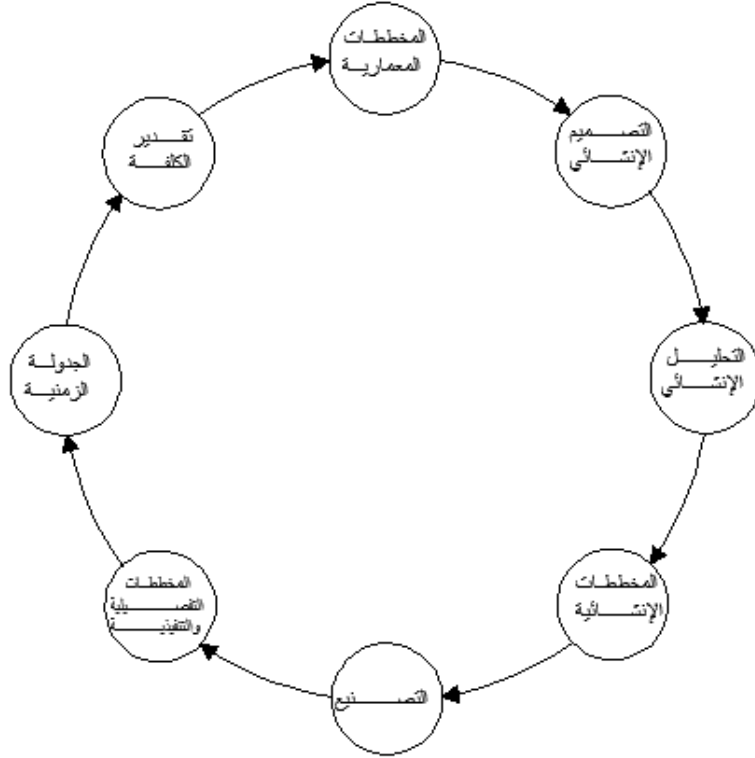 المخططات
المعمارية
التصميم
الإنشائي
التحليل
الإنشائي
المخططات
الإنشائية
التصنيع
المخططات
التفصيلية
والتنفيذية
الجدولة
الزمنية
تقدير
الكلفة